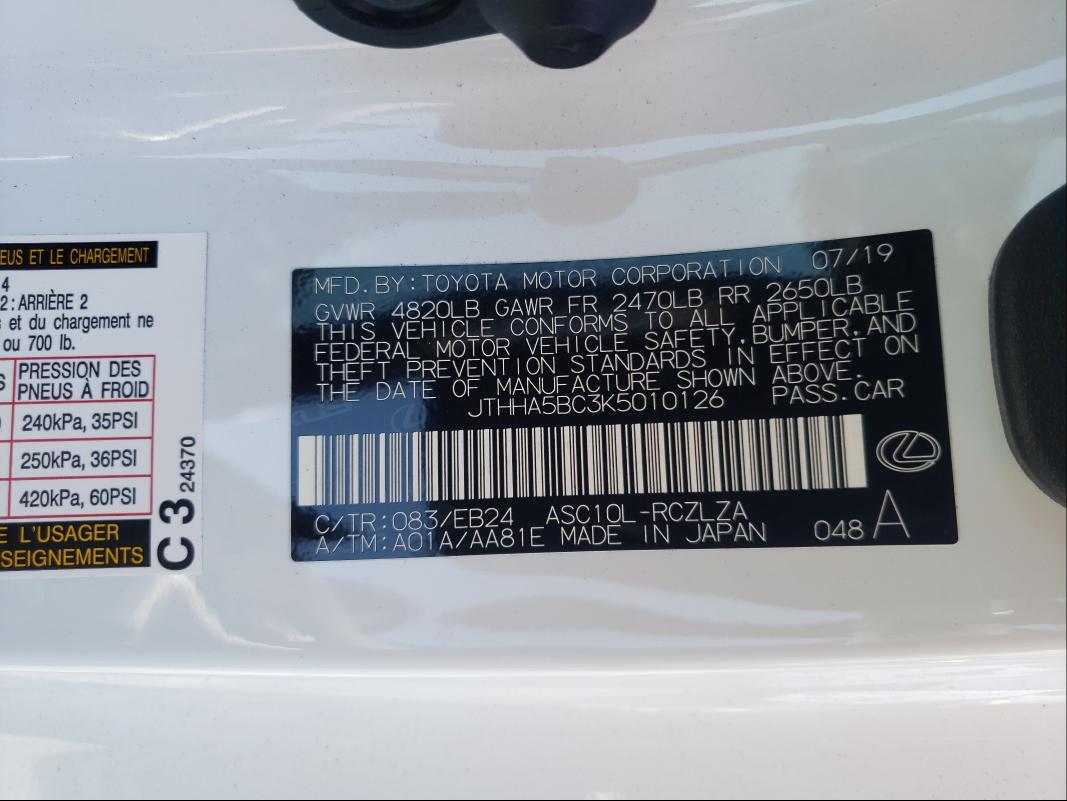 EUS ET LE CHARGEMENT
4
2 : ARRIÈRE 2
s et du chargement ne
ou 700 lb.
PRESSION DES
PNEUS À FROID
240kPa, 35PSI
250kPa, 36PSI
420kPa, 60PSI
E L'USAGER
SEIGNEMENTS
C3
24370
MFD. BY: TOYOTA MOTOR CORPORATION 07/19
GVWR 4820LB GAWR FR 2470LB RR 2650LB
THIS VEHICLE CONFORMS TO ALL APPLICABLE
FEDERAL MOTOR VEHICLE SAFETY, BUMPER, AND
THEFT PREVENTION STANDARDS IN EFFECT ON
THE DATE OF MANUFACTURE SHOWN ABOVE.
JTHHA5BC3K5010126 PASS. CAR
C/TR: 083/EB24 ASC10L-RCZLZA
A/TM: A01A/AA81E MADE IN JAPAN 048 A